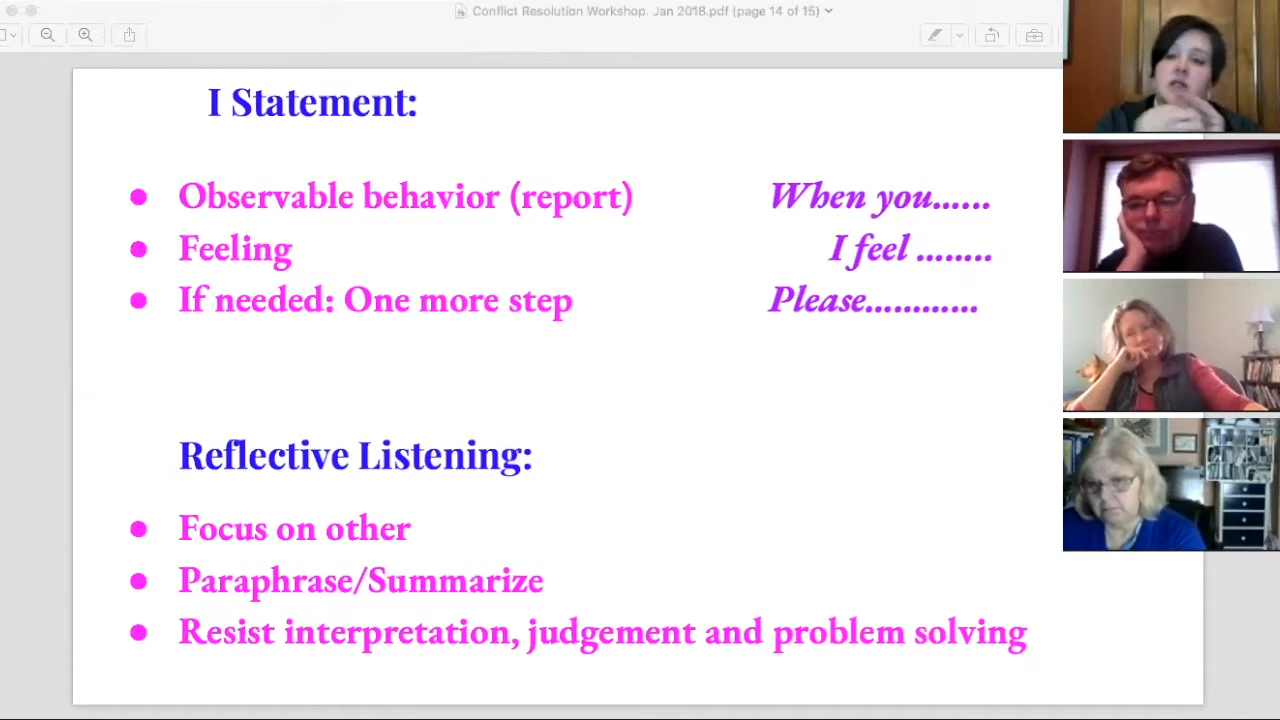 Conflict Resolution Workshop. Jan 2018.pdf (page 14 of 15)
I Statement:
● Observable behavior (report) When you......
● Feeling I feel ........
● If needed: One more step Please............
Reflective Listening:
● Focus on other
● Paraphrase/Summarize
● Resist interpretation, judgement and problem solving